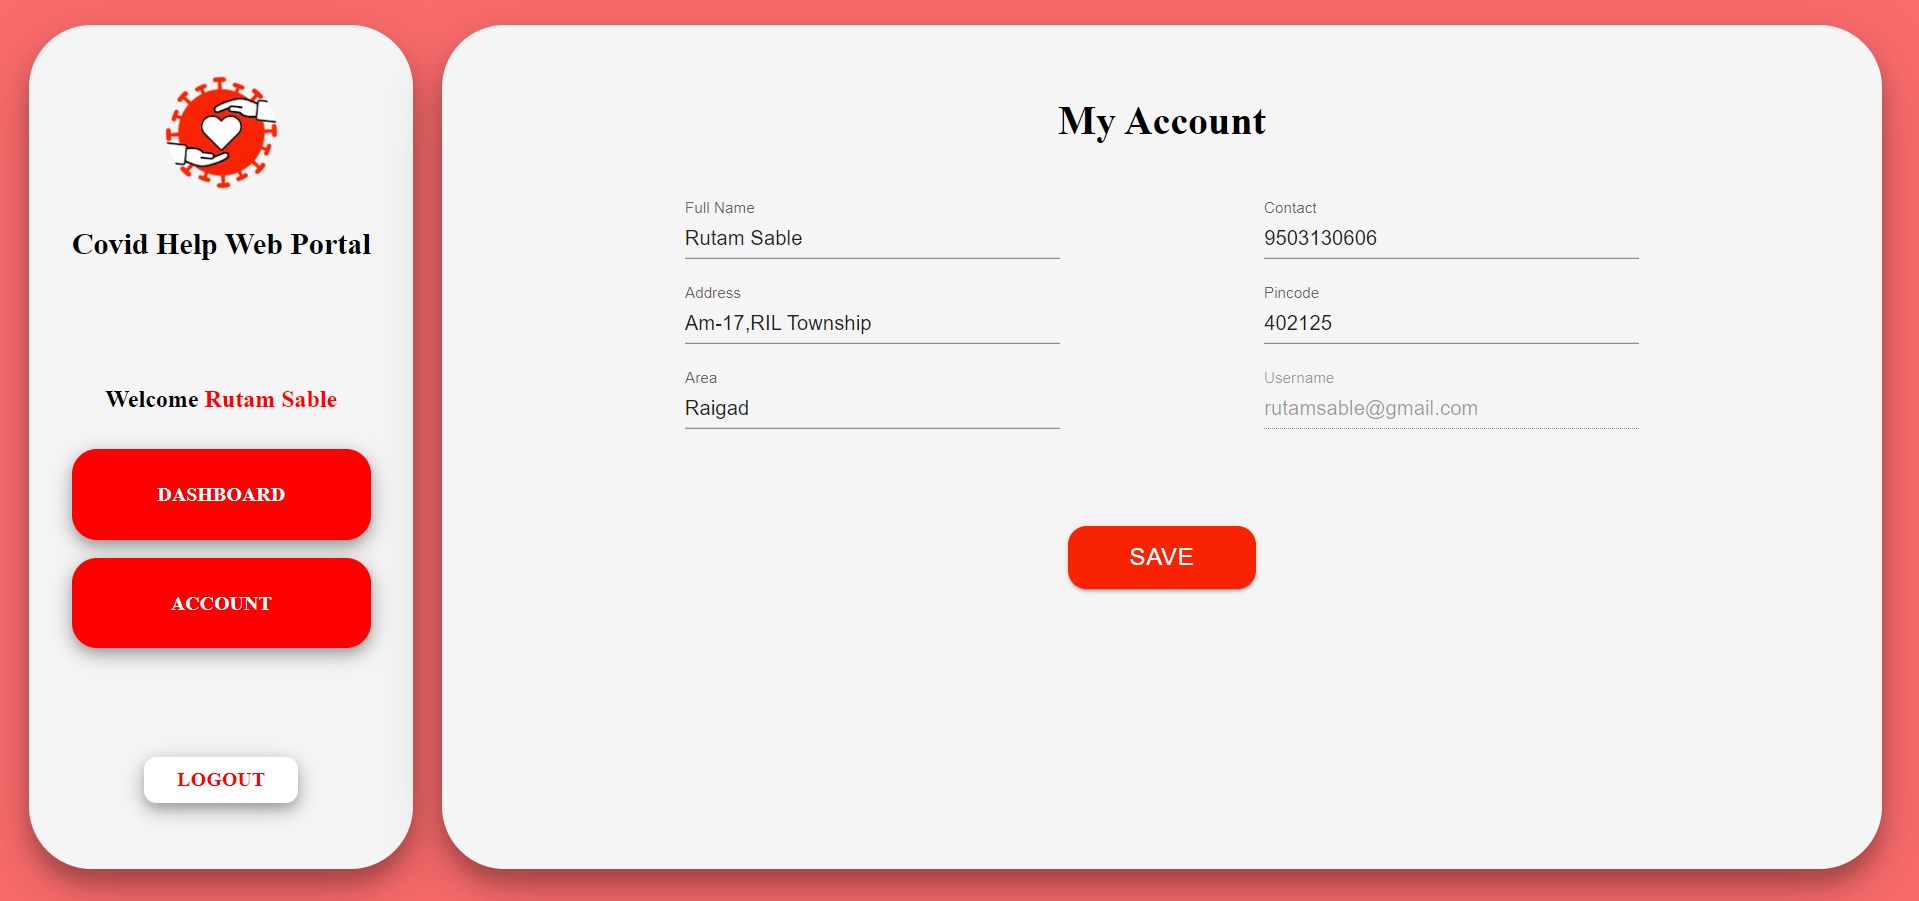 Covid Help Web Portal
Welcome Rutam Sable
DASHBOARD
ACCOUNT
LOGOUT
My Account
Full Name
Rutam Sable
Contact
9503130606
Address
Am-17,RIL Township
Pincode
402125
Area
Raigad
Username
rutamsable@gmail.com
SAVE